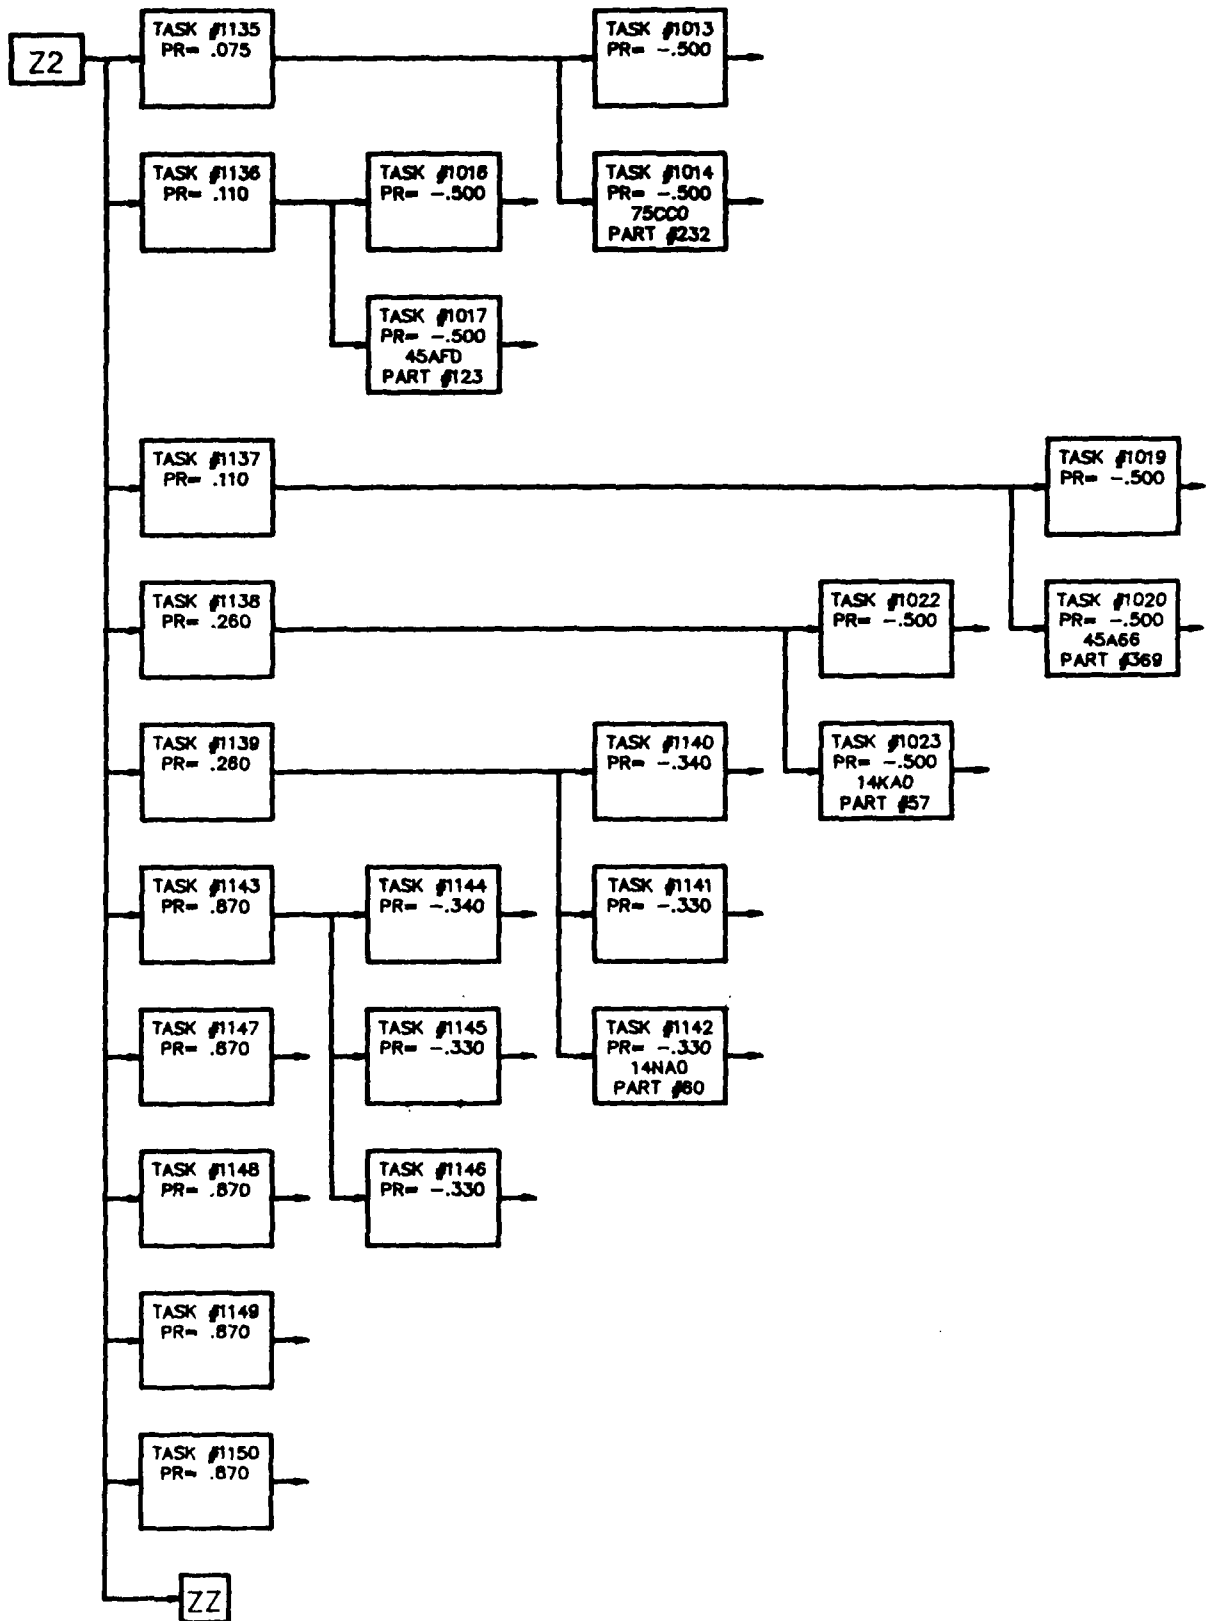 Z2
TASK #1135
PR= .075
TASK #1013
PR= -.500
TASK #1136
PR= .110
TASK #1016
PR= -.500
TASK #1014
PR= -.500
75CC0
PART #232
TASK #1017
PR= -.500
45AFD
PART #123
TASK #1137
PR= .110
TASK #1019
PR= -.500
TASK #1138
PR= .260
TASK #1022
PR= -.500
TASK #1020
PR= -.500
45A66
PART #369
TASK #1139
PR= .260
TASK #1140
PR= -.340
TASK #1023
PR= -.500
14KA0
PART #57
TASK #1143
PR= .870
TASK #1144
PR= -.340
TASK #1141
PR= -.330
TASK #1147
PR= .870
TASK #1145
PR= -.330
TASK #1142
PR= -.330
14NA0
PART #60
TASK #1148
PR= .870
TASK #1146
PR= -.330
TASK #1149
PR= .870
TASK #1150
PR= .870
ZZ